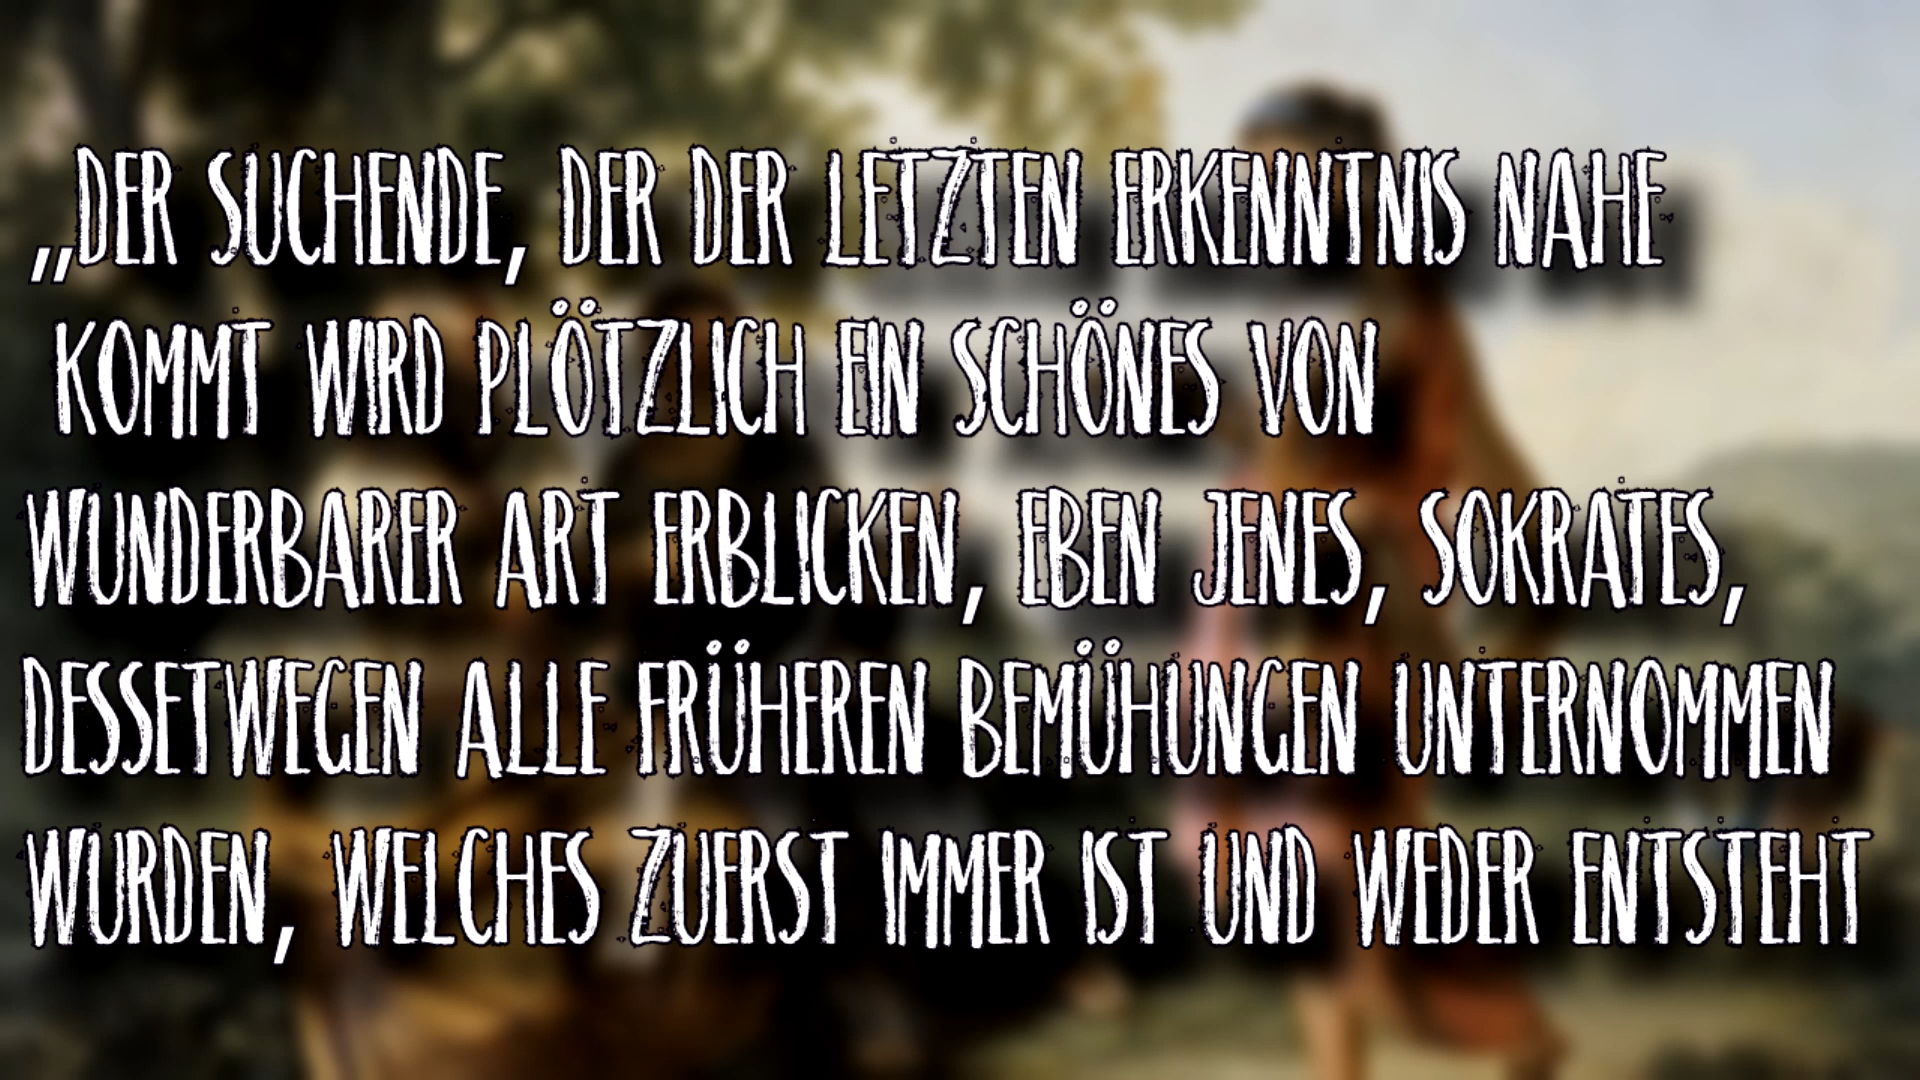 „DER SUCHENDE, DER DER LETZTEN ERKENNTNIS NAHE
KOMMT WIRD PLÖTZLICH EIN SCHÖNES VON
WUNDERBARER ART ERBLICKEN, EBEN JENES, SOKRATES,
DESSETWEGEN ALLE FRÜHEREN BEMÜHUNGEN UNTERNOMMEN
WURDEN, WELCHES ZUERST IMMER IST UND WEDER ENTSTEHT